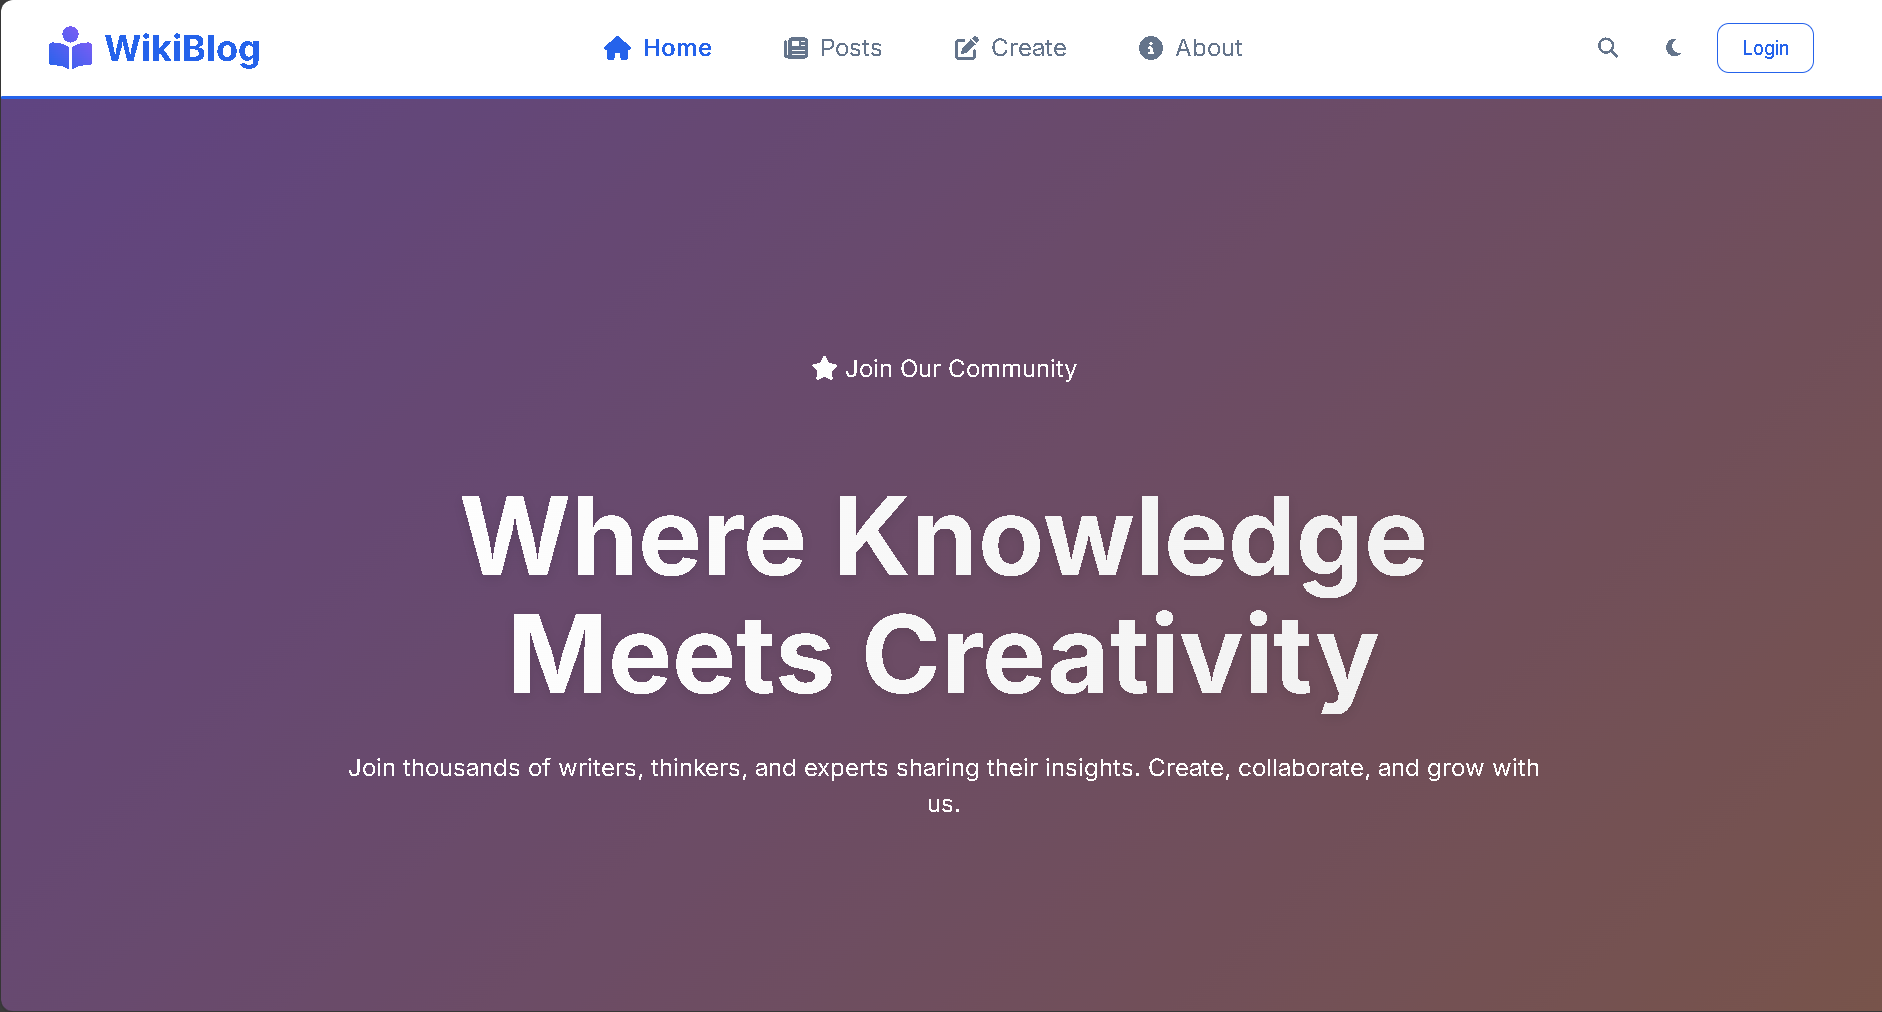 WikiBlog
Home
Posts
Create
About
Login
Join Our Community
Where Knowledge
Meets Creativity
Join thousands of writers, thinkers, and experts sharing their insights. Create, collaborate, and grow with
us.